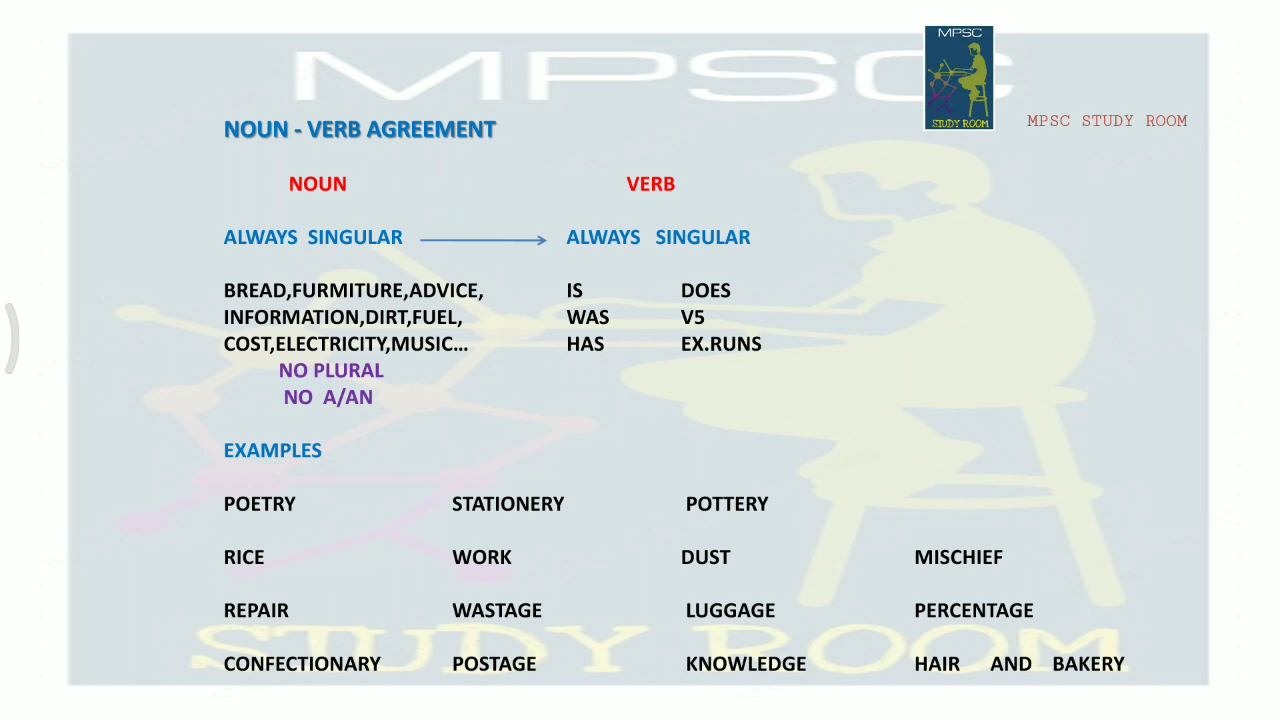 MPSC
MPSC
STUDY ROOM
MPSC STUDY ROOM
NOUN - VERB AGREEMENT
NOUN VERB
ALWAYS SINGULAR ALWAYS SINGULAR
BREAD,FURMITURE,ADVICE, IS DOES
INFORMATION,DIRT,FUEL, WAS V5
COST,ELECTRICITY,MUSIC... HAS EX.RUNS
NO PLURAL
NO A/AN
EXAMPLES
POETRY STATIONERY POTTERY
RICE WORK DUST MISCHIEF
REPAIR WASTAGE LUGGAGE PERCENTAGE
STUDY ROOM
CONFECTIONARY POSTAGE KNOWLEDGE HAIR AND BAKERY